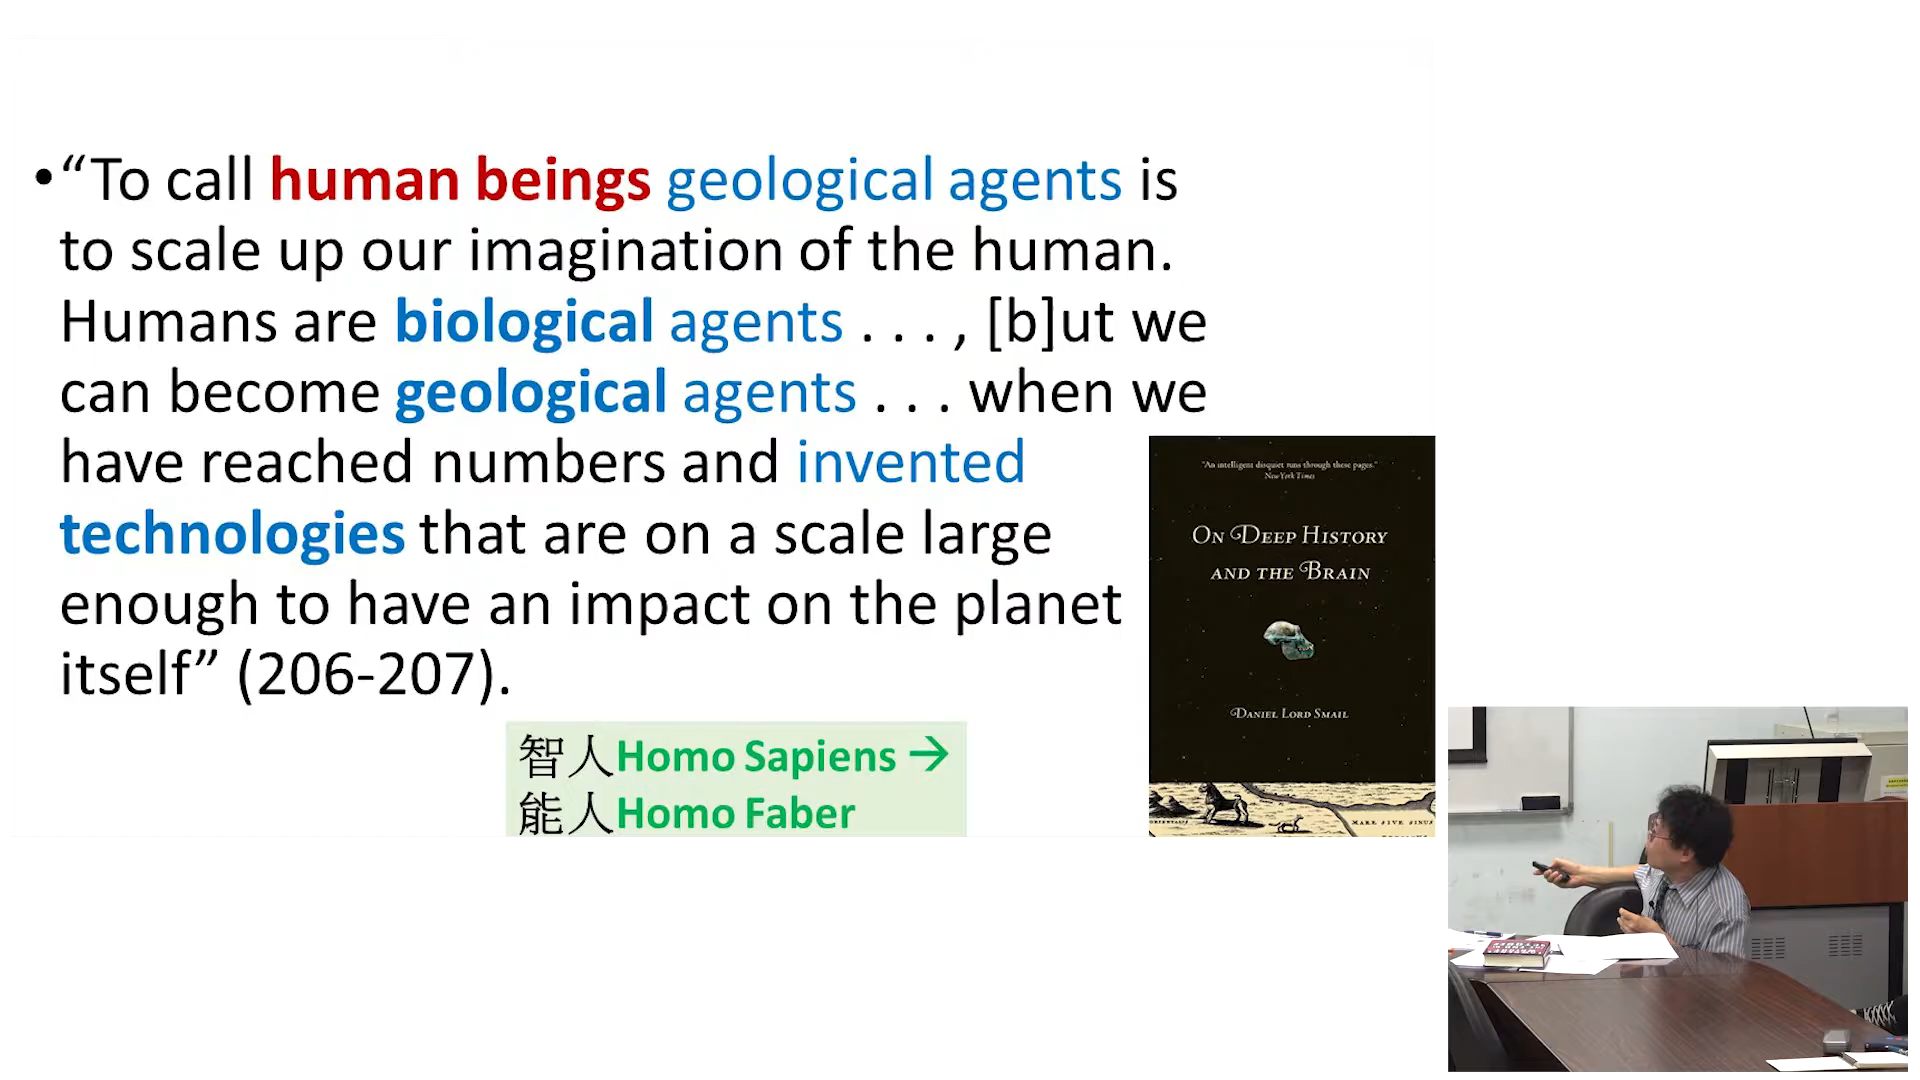 •“To call human beings geological agents is
to scale up our imagination of the human.
Humans are biological agents . . . , [b]ut we
can become geological agents . . . when we
have reached numbers and invented
technologies that are on a scale large
enough to have an impact on the planet
itself” (206-207).
智人Homo Sapiens →
能人Homo Faber
"An intelligent disquiet runs through these pages."
New York Times
On Deep History
and the Brain
Daniel Lord Smail
MARE SIVE SINUS